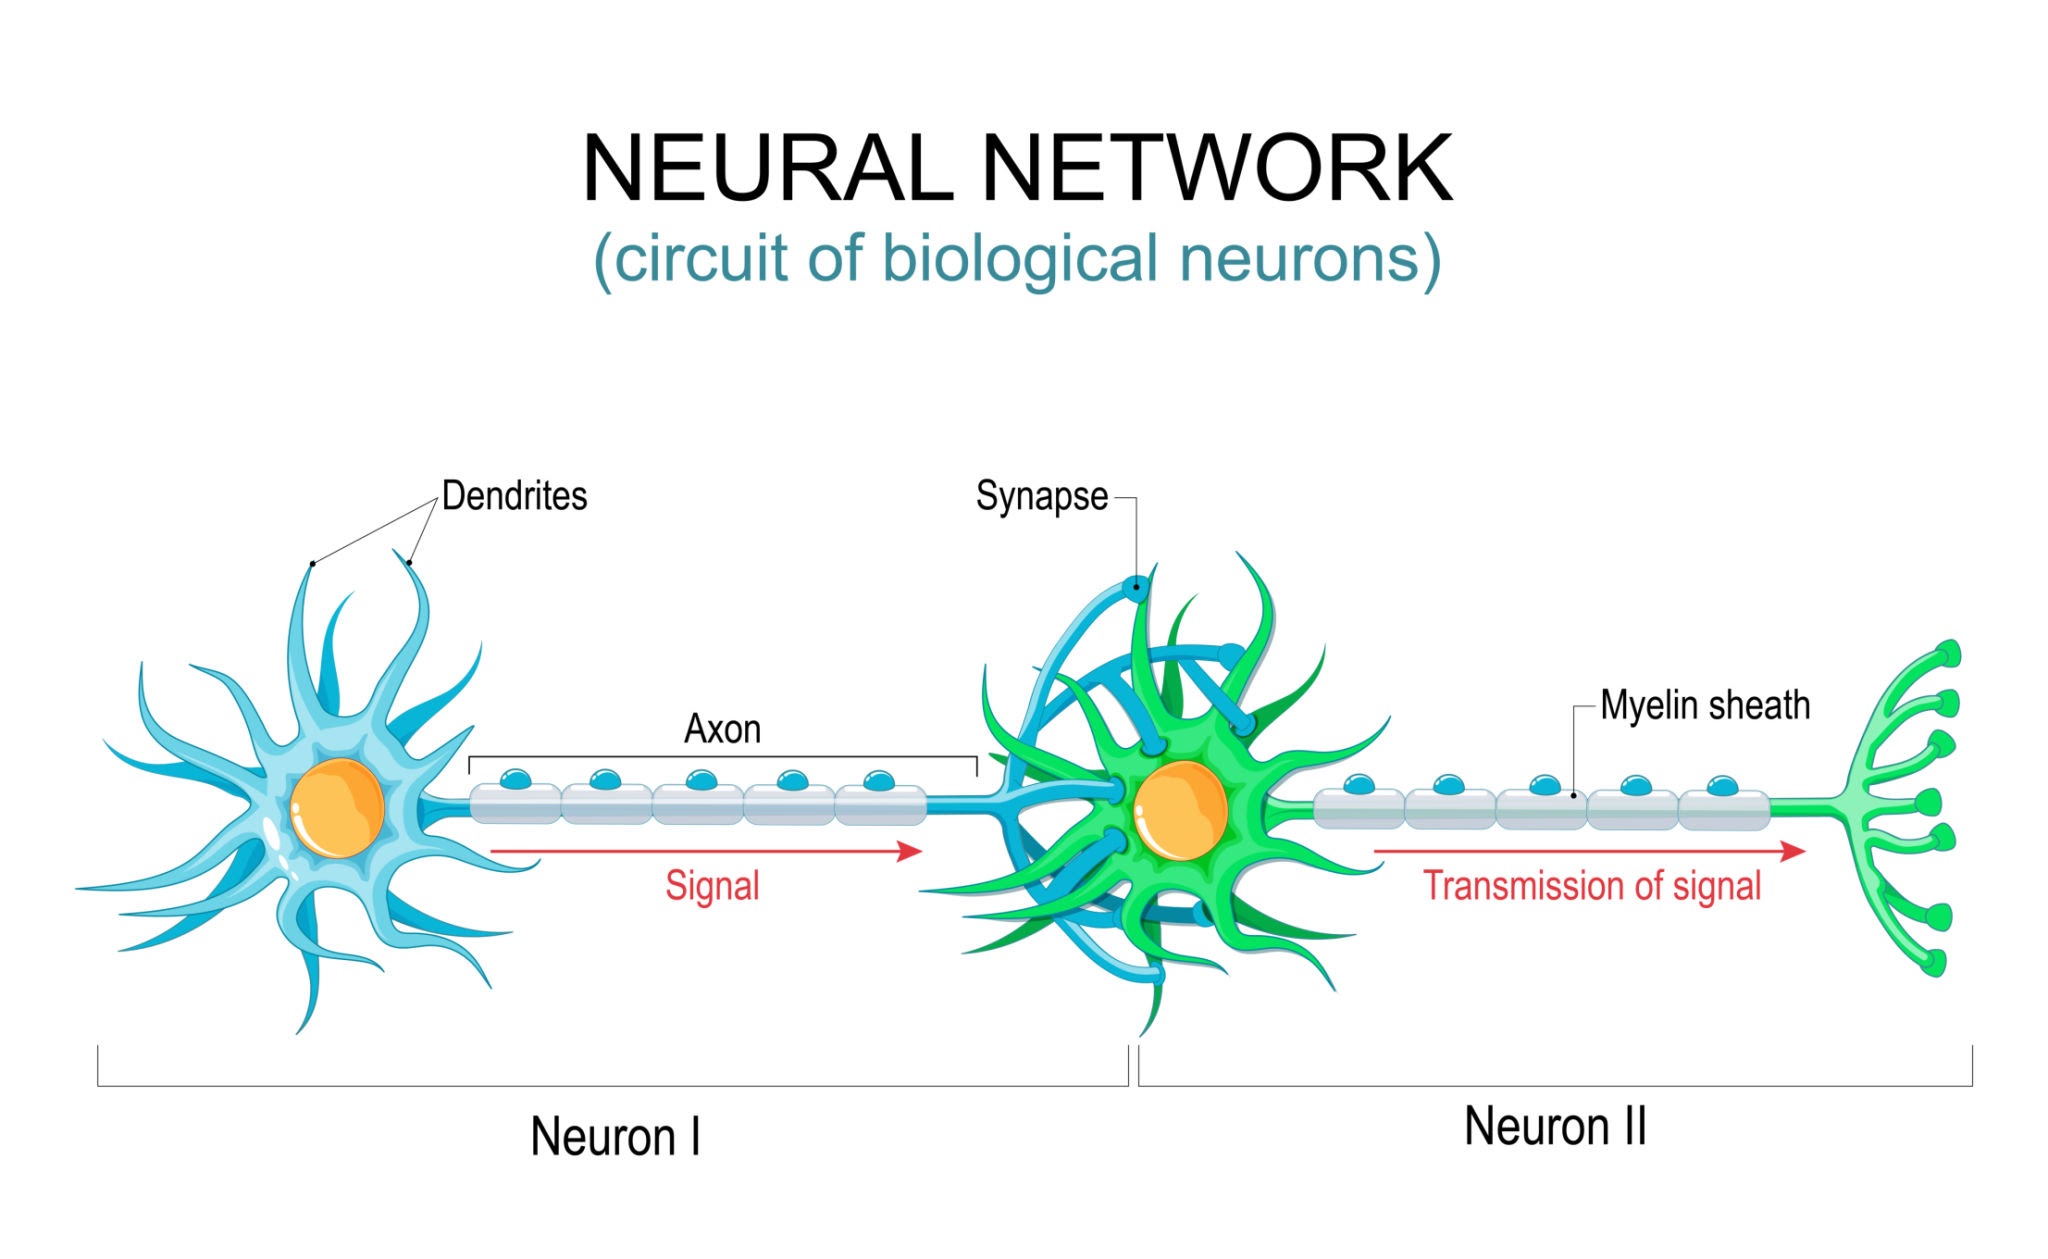 NEURAL NETWORK
(circuit of biological neurons)
Dendrites
Synapse
Axon
Myelin sheath
Signal
Transmission of signal
Neuron I
Neuron II